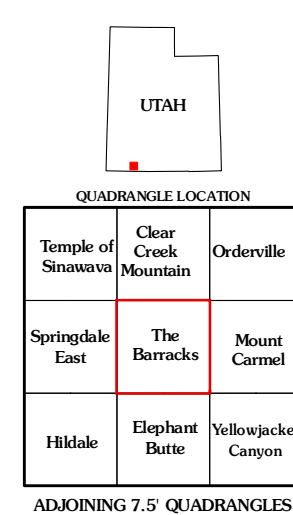 UTAH
QUADRANGLE LOCATION
Temple of
Sinawava
Clear
Creek
Mountain
Orderville
Springdale
East
The
Barracks
Mount
Carmel
Hildale
Elephant
Butte
Yellowjacke
Canyon
ADJOINING 7.5' QUADRANGLES